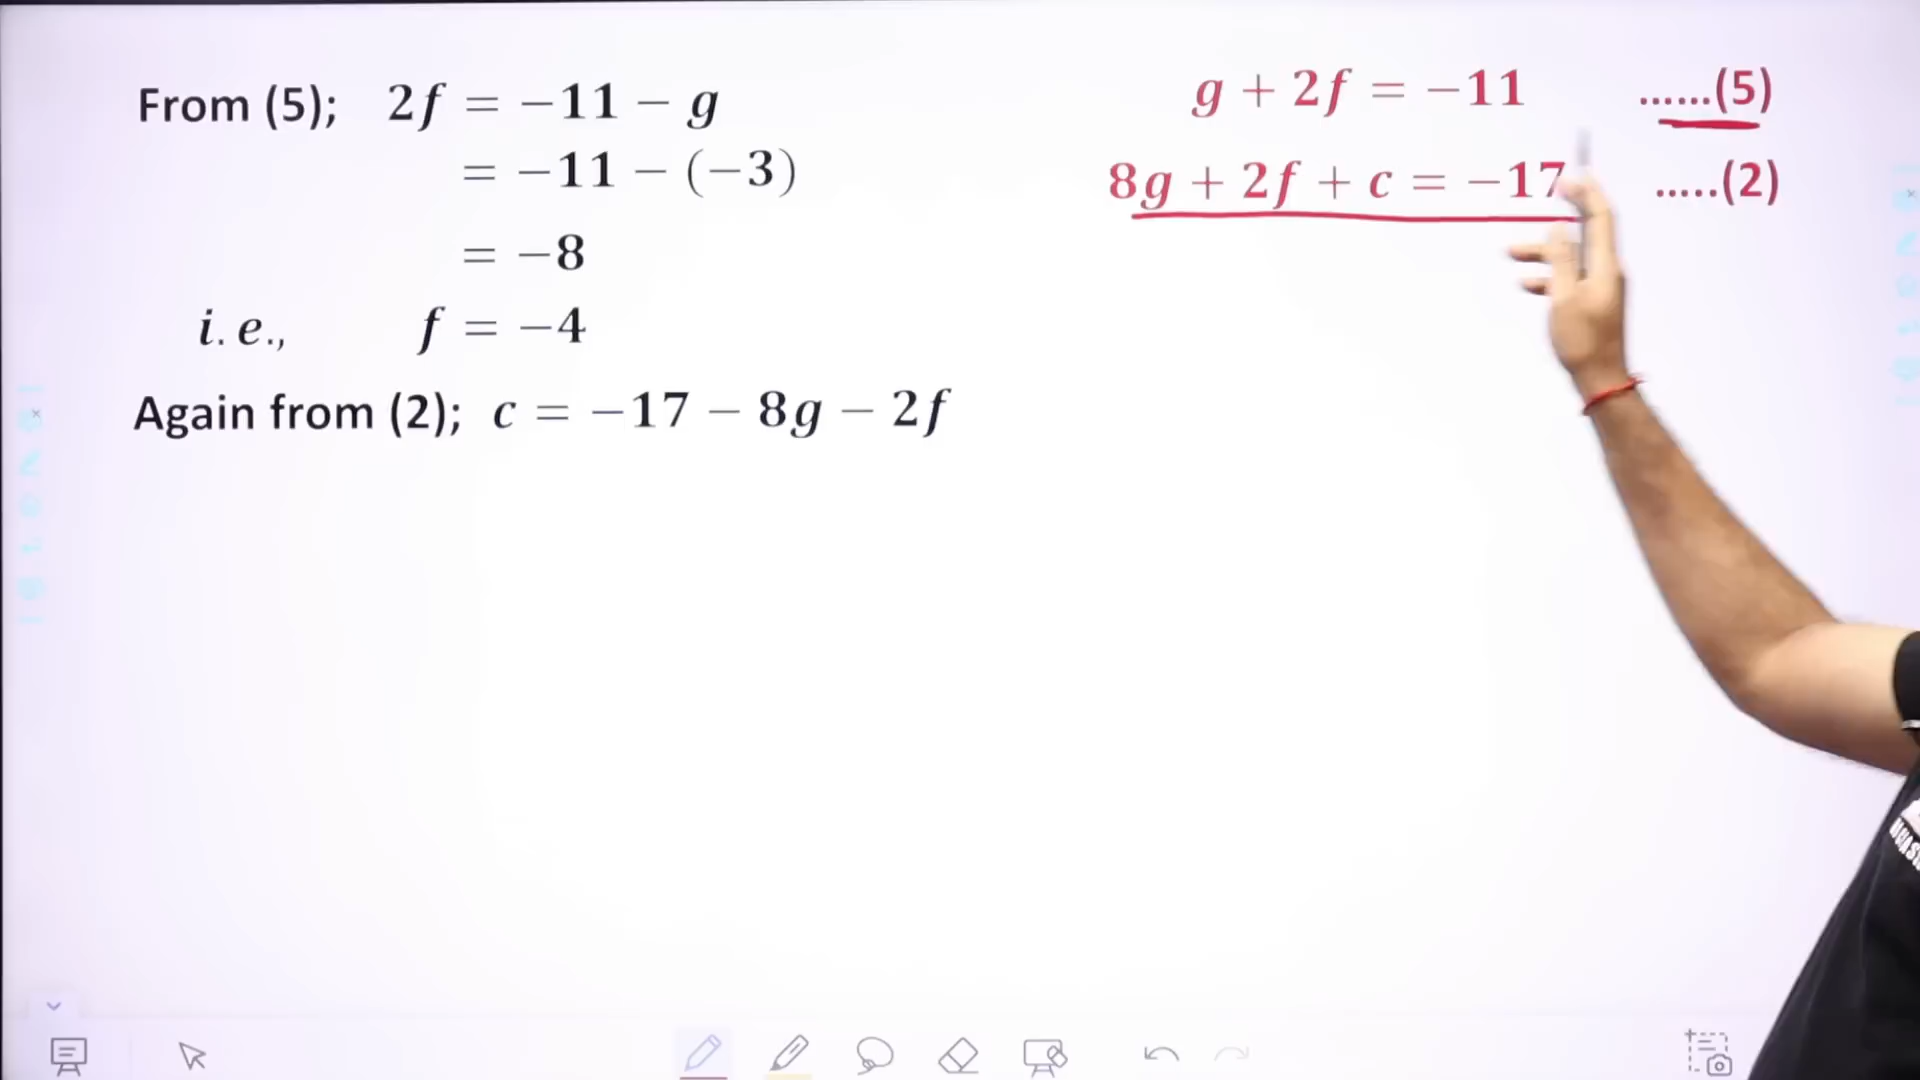 From (5); 2f = −11 − g
= −11 − (−3)
= −8
i.e., f = −4
Again from (2); c = −17 − 8g − 2f
g + 2f = −11 ......(5)
8g + 2f + c = −17 .....(2)